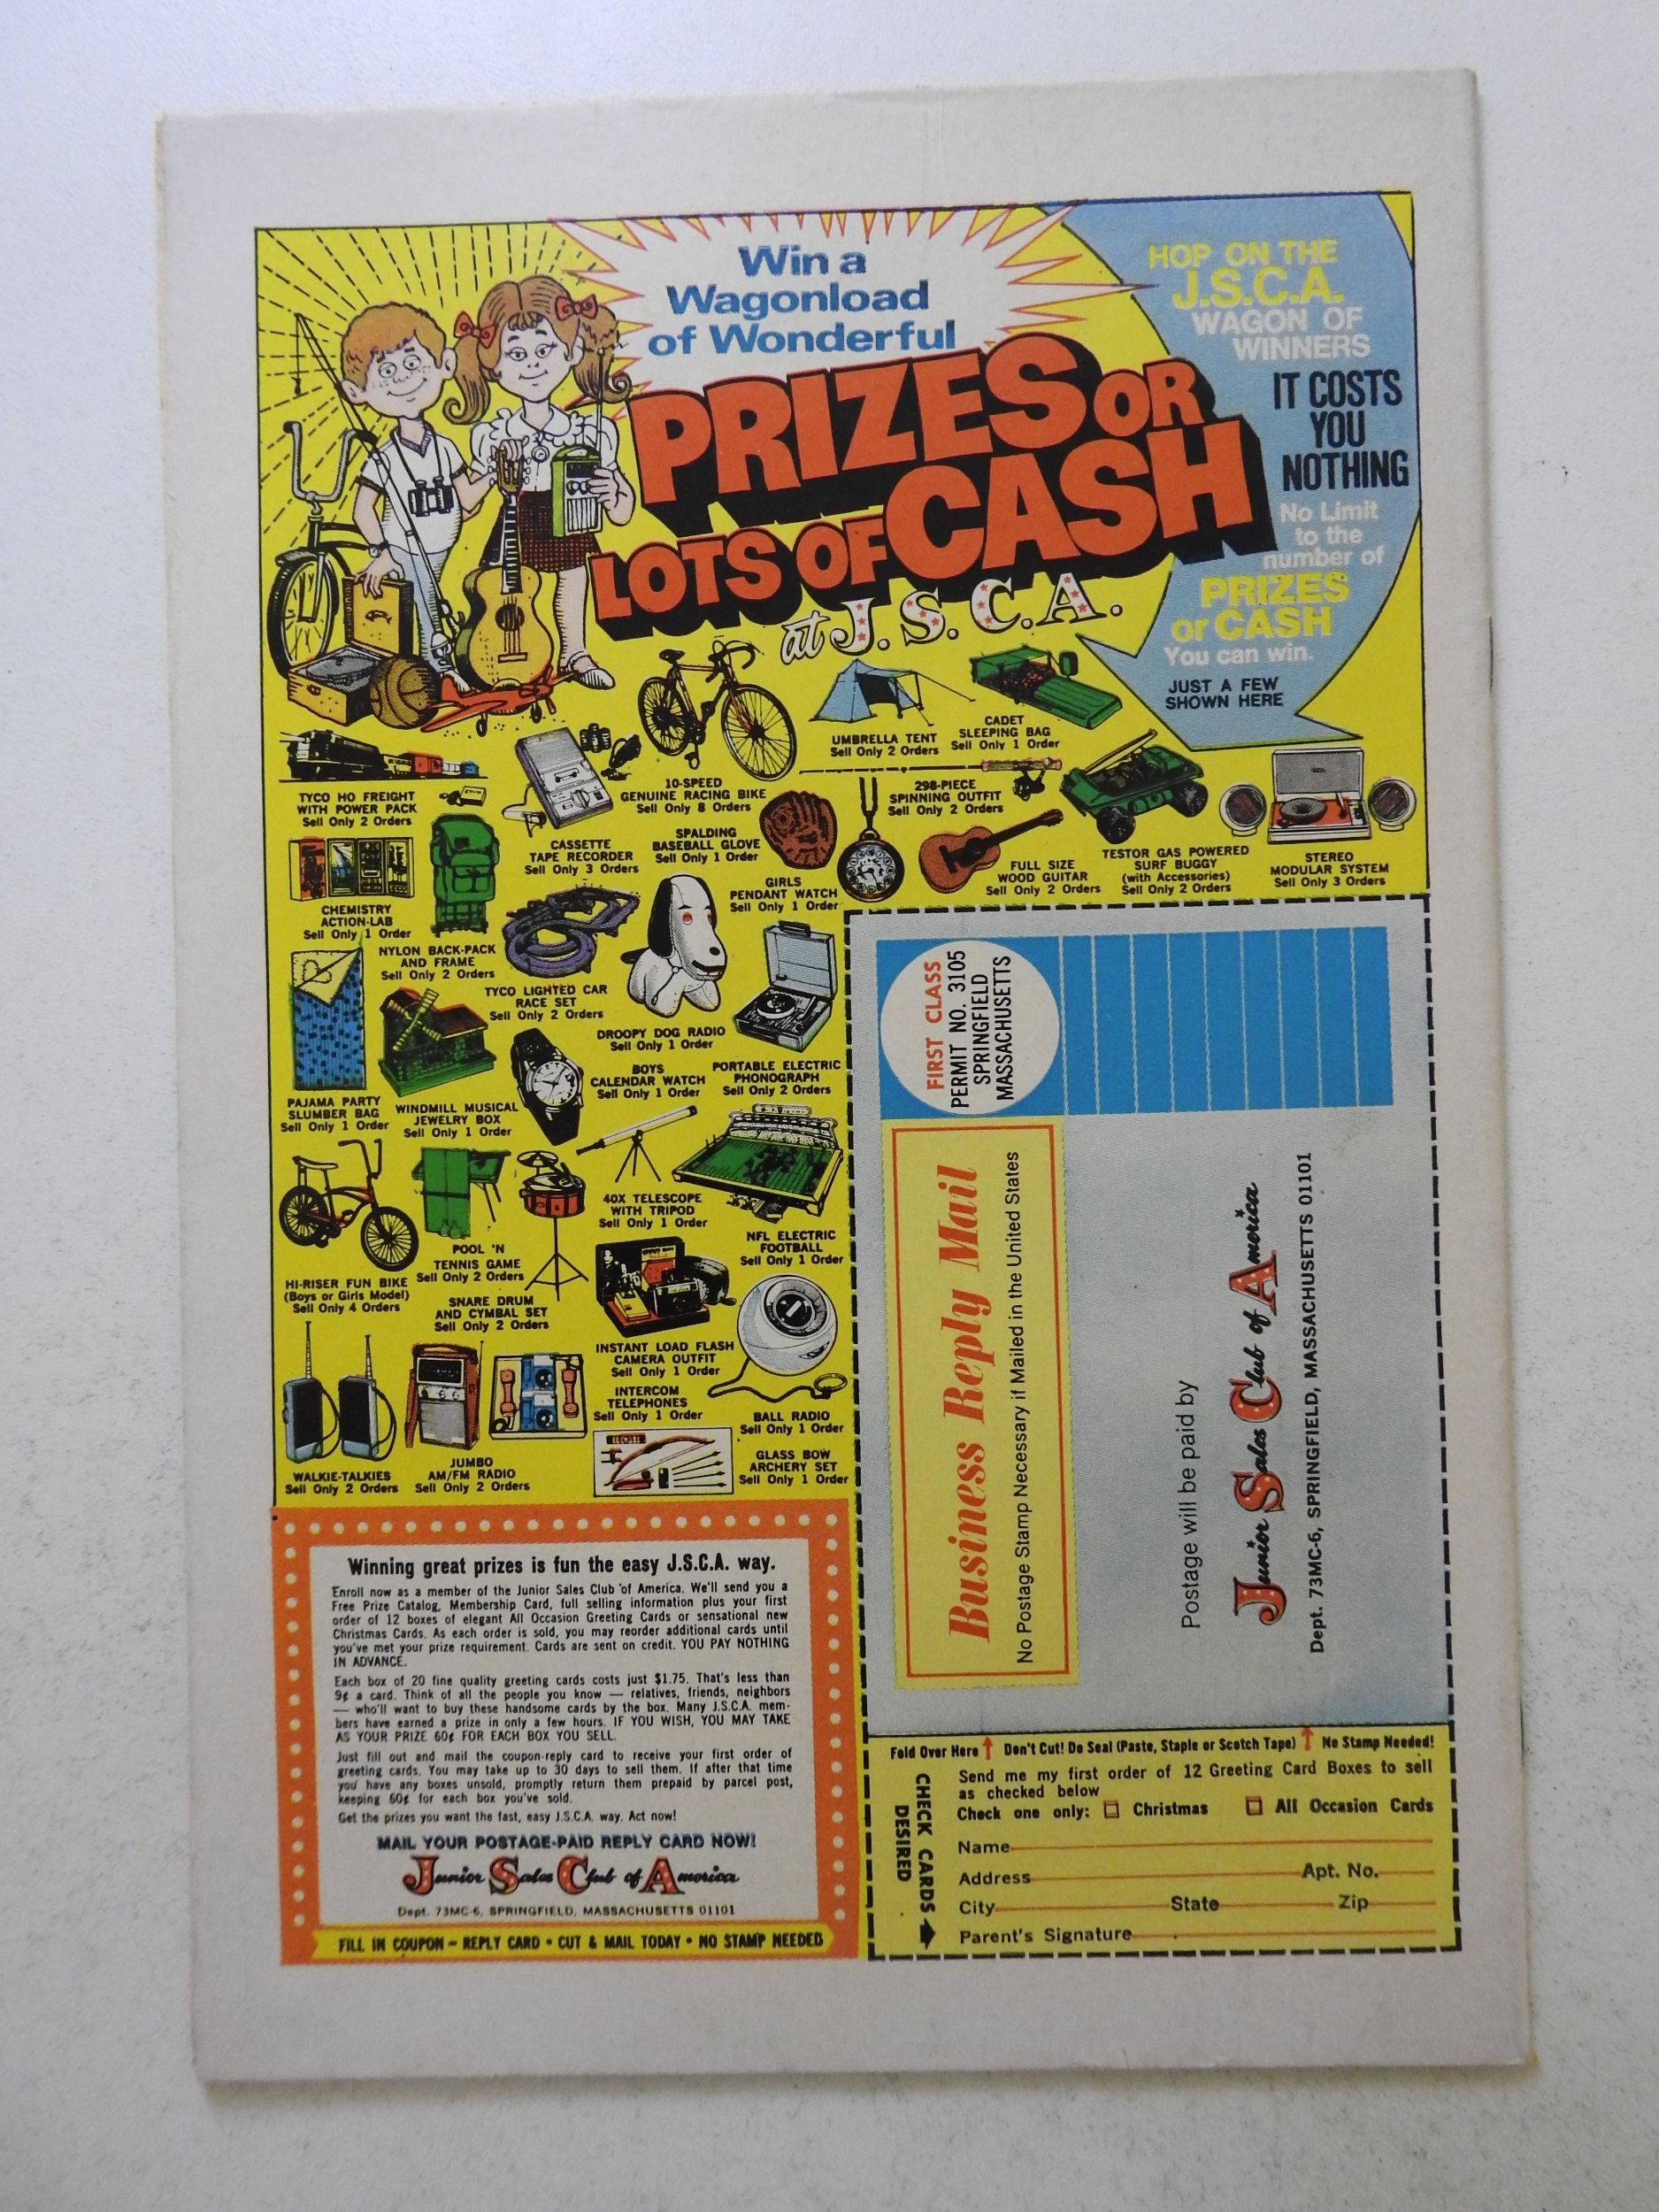 Win a
Wagonload
of Wonderful
PRIZES OR
LOTS OF CASH
at J.S.C.A.
HOP ON THE
J.S.C.A.
WAGON OF
WINNERS
IT COSTS
YOU
NOTHING
No Limit
to the
number of
PRIZES
or CASH
You can win.
JUST A FEW
SHOWN HERE
UMBRELLA TENT
Sell Only 2 Orders
CADET
SLEEPING BAG
Sell Only 1 Order
TYCO HO FREIGHT
WITH POWER PACK
Sell Only 2 Orders
10-SPEED
GENUINE RACING BIKE
Sell Only 8 Orders
298-PIECE
SPINNING OUTFIT
Sell Only 2 Orders
CASSETTE
TAPE RECORDER
Sell Only 3 Orders
SPALDING
BASEBALL GLOVE
Sell Only 1 Order
GIRLS
PENDANT WATCH
Sell Only 1 Order
FULL SIZE
WOOD GUITAR
Sell Only 2 Orders
TESTOR GAS POWERED
SURF BUGGY
(with Accessories)
Sell Only 2 Orders
STEREO
MODULAR SYSTEM
Sell Only 3 Orders
CHEMISTRY
ACTION-LAB
Sell Only 1 Order
NYLON BACK-PACK
AND FRAME
Sell Only 2 Orders
TYCO LIGHTED CAR
RACE SET
Sell Only 2 Orders
DROOPY DOG RADIO
Sell Only 1 Order
PAJAMA PARTY
SLUMBER BAG
Sell Only 1 Order
WINDMILL MUSICAL
JEWELRY BOX
Sell Only 1 Order
BOYS
CALENDAR WATCH
Sell Only 1 Order
PORTABLE ELECTRIC
PHONOGRAPH
Sell Only 2 Orders
40X TELESCOPE
WITH TRIPOD
Sell Only 1 Order
NFL ELECTRIC
FOOTBALL
Sell Only 1 Order
HI-RISER FUN BIKE
(Boys or Girls Model)
Sell Only 4 Orders
POOL 'N
TENNIS GAME
Sell Only 2 Orders
SNARE DRUM
AND CYMBAL SET
Sell Only 2 Orders
INSTANT LOAD FLASH
CAMERA OUTFIT
Sell Only 1 Order
INTERCOM
TELEPHONES
Sell Only 1 Order
BALL RADIO
Sell Only 1 Order
WALKIE-TALKIES
Sell Only 2 Orders
JUMBO
AM/FM RADIO
Sell Only 2 Orders
GLASS BOW
ARCHERY SET
Sell Only 1 Order
Winning great prizes is fun the easy J.S.C.A. way.
Enroll now as a member of the Junior Sales Club of America. We'll send you a
Free Prize Catalog, Membership Card, full selling information plus your first
order of 12 boxes of elegant All Occasion Greeting Cards or sensational new
Christmas Cards. As each order is sold, you may reorder additional cards until
you've met your prize requirement. Cards are sent on credit. YOU PAY NOTHING
IN ADVANCE.
Each box of 20 fine quality greeting cards costs just $1.75. That's less than
9¢ a card. Think of all the people you know — relatives, friends, neighbors
— who'll want to buy these handsome cards by the box. Many J.S.C.A. mem-
bers have earned a prize in only a few hours. IF YOU WISH, YOU MAY TAKE
AS YOUR PRIZE 60¢ FOR EACH BOX YOU SELL.
Just fill out and mail the coupon-reply card to receive your first order of
greeting cards. You may take up to 30 days to sell them. If after that time
you have any boxes unsold, promptly return them prepaid by parcel post,
keeping 60¢ for each box you've sold.
Get the prizes you want the fast, easy J.S.C.A. way. Act now!
MAIL YOUR POSTAGE-PAID REPLY CARD NOW!
Junior Sales Club of America
Dept. 73MC-6, SPRINGFIELD, MASSACHUSETTS 01101
FILL IN COUPON – REPLY CARD • CUT & MAIL TODAY • NO STAMP NEEDED
FIRST CLASS
PERMIT NO. 3105
SPRINGFIELD
MASSACHUSETTS
Business Reply Mail
No Postage Stamp Necessary if Mailed in the United States
Postage will be paid by
Junior Sales Club of America
Dept. 73MC-6, SPRINGFIELD, MASSACHUSETTS 01101
Fold Over Here Don't Cut! Do Seal (Paste, Staple or Scotch Tape) No Stamp Needed!
CHECK CARDS
DESIRED
Send me my first order of 12 Greeting Card Boxes to sell
as checked below
Check one only: Christmas All Occasion Cards
Name
Address Apt. No.
City State Zip
Parent's Signature